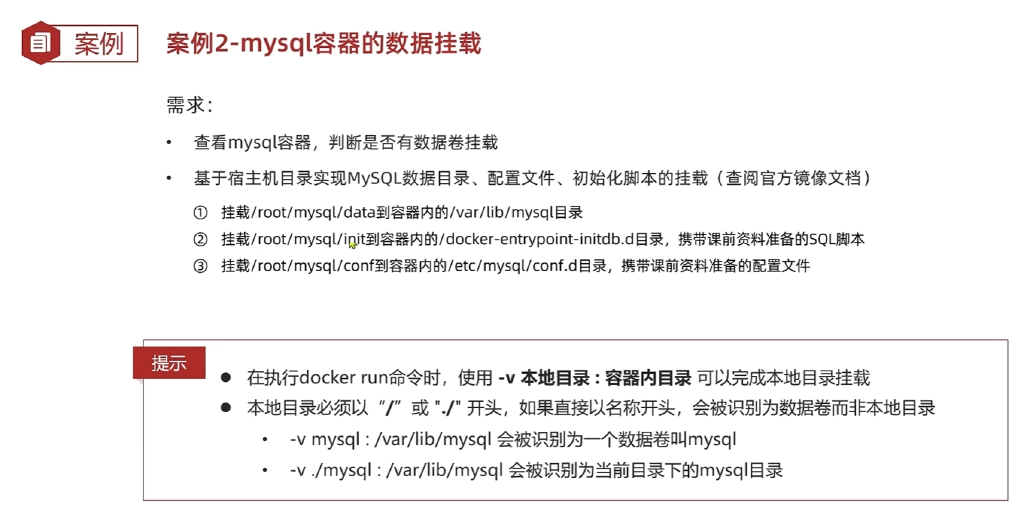 案例
案例2-mysql容器的数据挂载
需求：
• 查看mysql容器，判断是否有数据卷挂载
• 基于宿主机目录实现MySQL数据目录、配置文件、初始化脚本的挂载（查阅官方镜像文档）
① 挂载/root/mysql/data到容器内的/var/lib/mysql目录
② 挂载/root/mysql/init到容器内的/docker-entrypoint-initdb.d目录，携带课前资料准备的SQL脚本
③ 挂载/root/mysql/conf到容器内的/etc/mysql/conf.d目录，携带课前资料准备的配置文件
提示
● 在执行docker run命令时，使用 -v 本地目录 : 容器内目录 可以完成本地目录挂载
● 本地目录必须以“/”或 "./" 开头，如果直接以名称开头，会被识别为数据卷而非本地目录
• -v mysql : /var/lib/mysql 会被识别为一个数据卷叫mysql
• -v ./mysql : /var/lib/mysql 会被识别为当前目录下的mysql目录